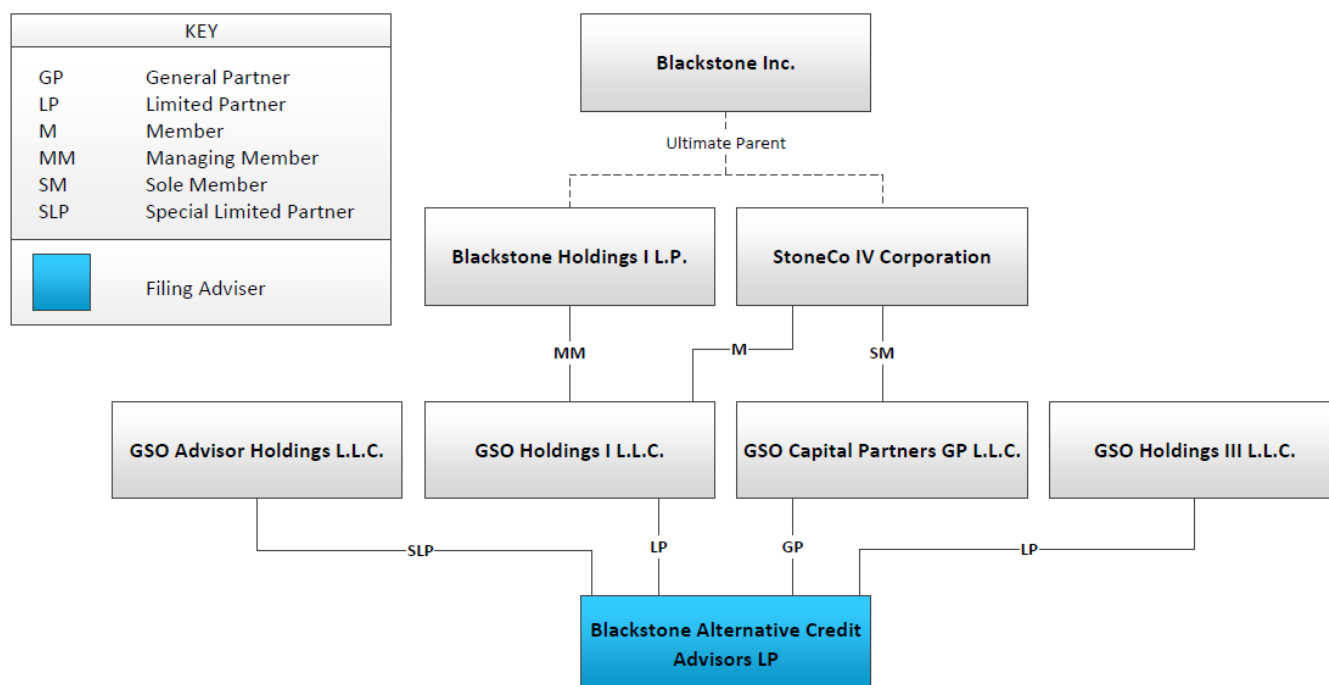 KEY
GP General Partner
LP Limited Partner
M Member
MM Managing Member
SM Sole Member
SLP Special Limited Partner
Filing Adviser
Blackstone Inc.
Ultimate Parent
Blackstone Holdings I L.P.
StoneCo IV Corporation
MM
M
SM
GSO Advisor Holdings L.L.C.
GSO Holdings I L.L.C.
GSO Capital Partners GP L.L.C.
GSO Holdings III L.L.C.
SLP
LP
GP
LP
Blackstone Alternative Credit
Advisors LP